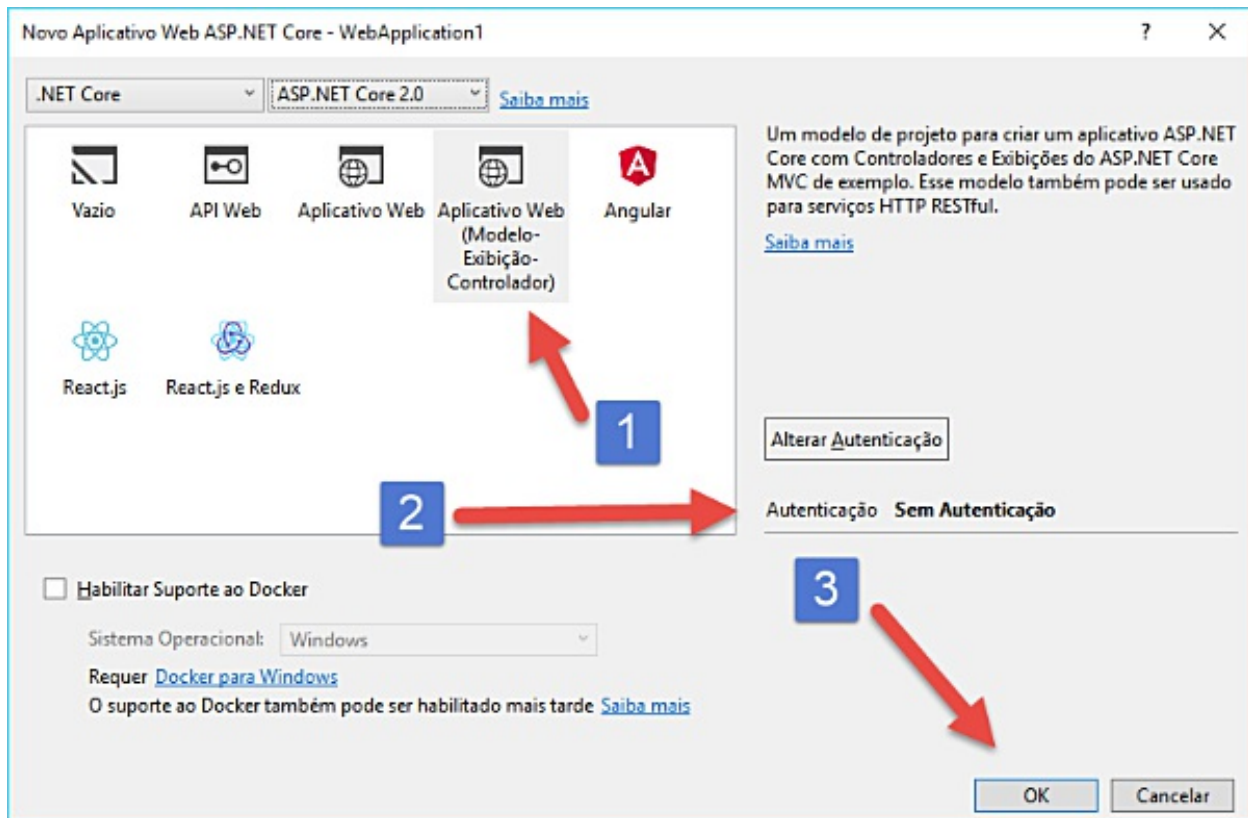 Novo Aplicativo Web ASP.NET Core - WebApplication1
?
.NET Core
ASP.NET Core 2.0
Saiba mais
Vazio
API Web
Aplicativo Web
Aplicativo Web
(Modelo-
Exibição-
Controlador)
Angular
React.js
React.js e Redux
1
2
Um modelo de projeto para criar um aplicativo ASP.NET
Core com Controladores e Exibições do ASP.NET Core
MVC de exemplo. Esse modelo também pode ser usado
para serviços HTTP RESTful.
Saiba mais
Alterar Autenticação
Autenticação Sem Autenticação
3
Habilitar Suporte ao Docker
Sistema Operacional: Windows
Requer Docker para Windows
O suporte ao Docker também pode ser habilitado mais tarde Saiba mais
OK
Cancelar